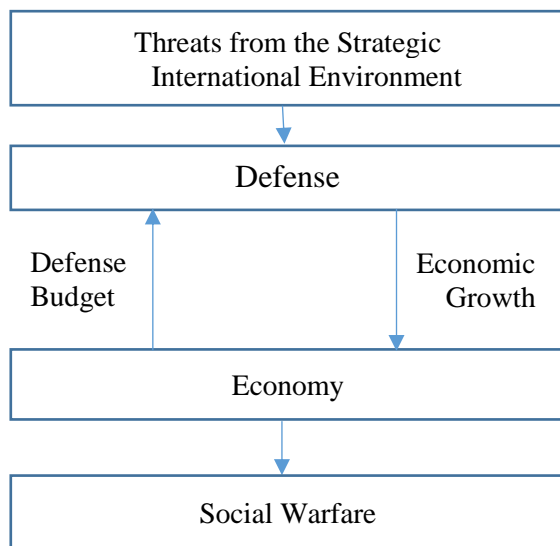 Threats from the Strategic
International Environment
Defense
Defense
Budget
Economic
Growth
Economy
Social Warfare